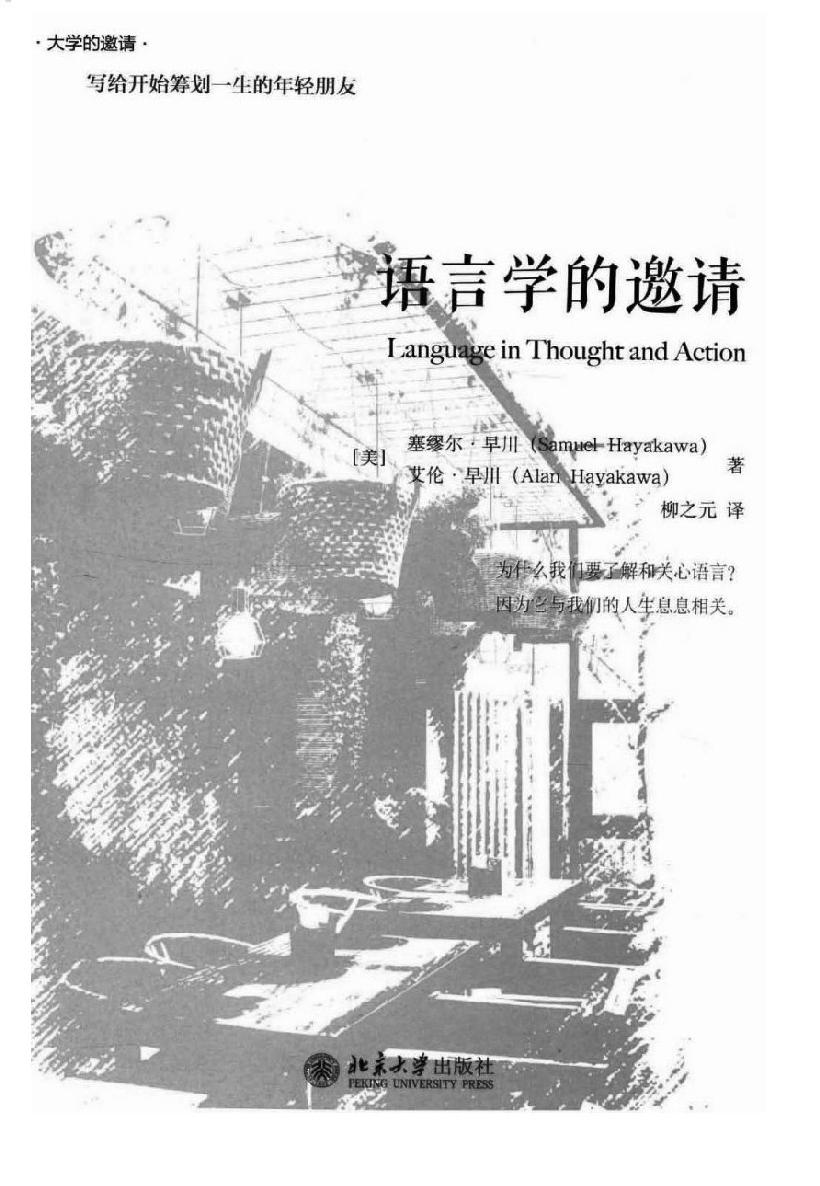 ·大学的邀请·
写给开始筹划一生的年轻朋友
语言学的邀请
Language in Thought and Action
[美] 塞缪尔·早川（Samuel Hayakawa）
艾伦·早川（Alan Hayakawa） 著
柳之元 译
为什么我们要了解和关心语言？
因为它与我们的人生息息相关。
北京大学出版社
PEKING UNIVERSITY PRESS